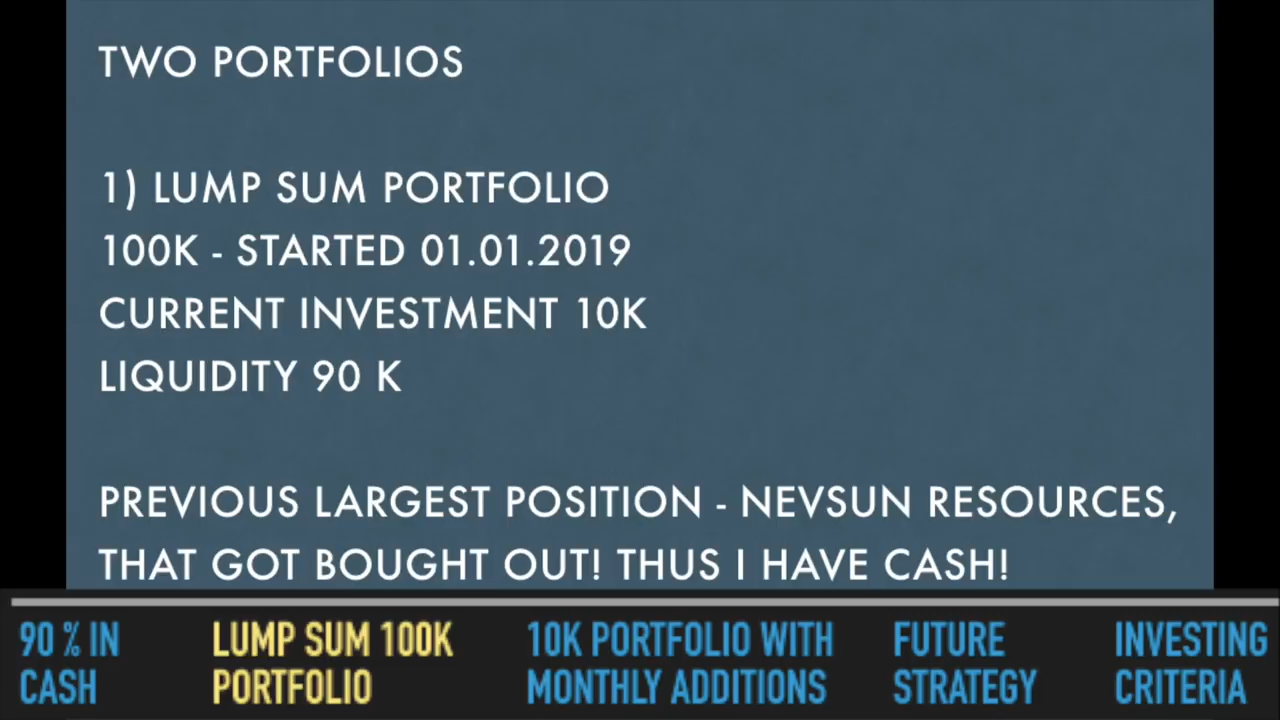 TWO PORTFOLIOS
1) LUMP SUM PORTFOLIO
100K - STARTED 01.01.2019
CURRENT INVESTMENT 10K
LIQUIDITY 90 K
PREVIOUS LARGEST POSITION - NEVSUN RESOURCES,
THAT GOT BOUGHT OUT! THUS I HAVE CASH!
90 % IN
CASH
LUMP SUM 100K
PORTFOLIO
10K PORTFOLIO WITH
MONTHLY ADDITIONS
FUTURE
STRATEGY
INVESTING
CRITERIA